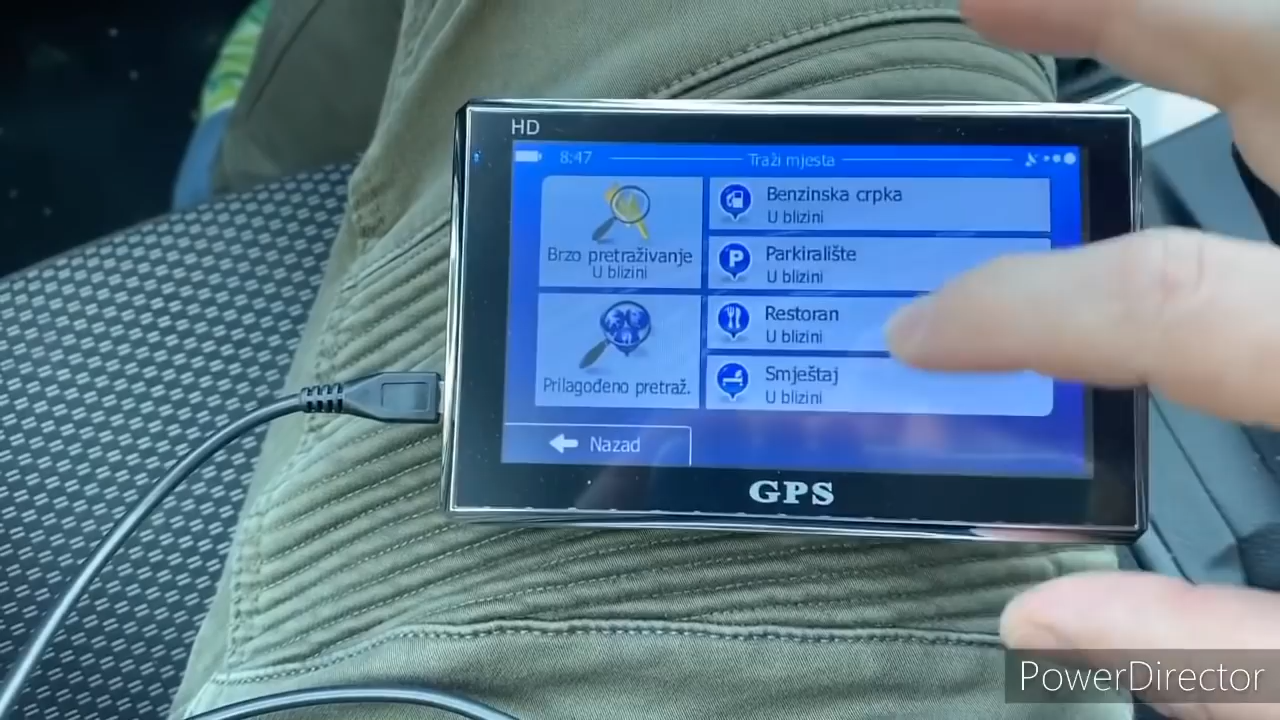 HD
8:47
Traži mjesta
Brzo pretraživanje
U blizini
Prilagođeno pretraž.
Benzinska crpka
U blizini
Parkiralište
U blizini
Restoran
U blizini
Smještaj
U blizini
Nazad
GPS
PowerDirector